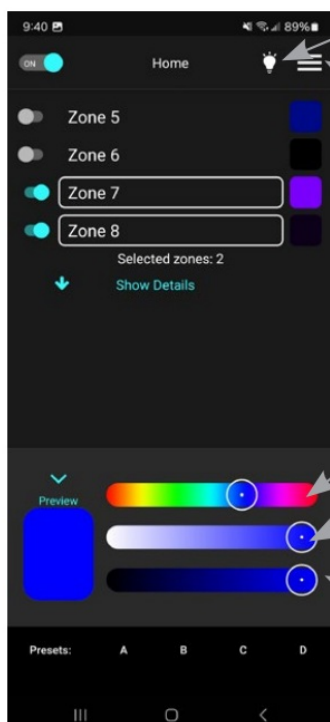 9:40 89%
ON Home
Zone 5
Zone 6
Zone 7
Zone 8
Selected zones: 2
Show Details
Preview
Presets: A B C D